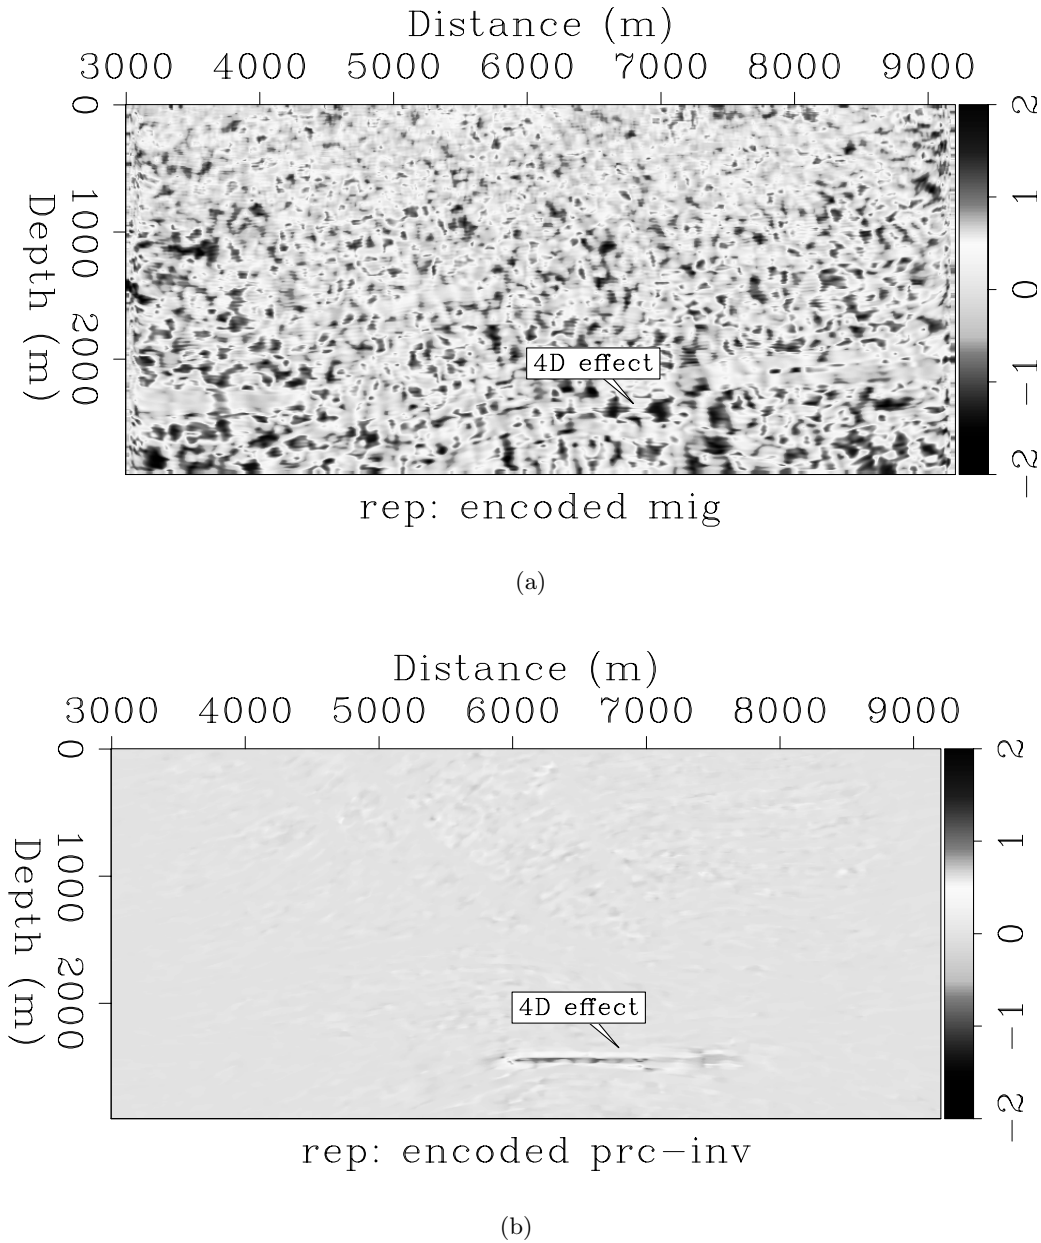 Distance (m)
3000 4000 5000 6000 7000 8000 9000
0 1000 2000
Depth (m)
4D effect
2 1 0 −1 −2
rep: encoded mig
(a)
Distance (m)
3000 4000 5000 6000 7000 8000 9000
0 1000 2000
Depth (m)
4D effect
2 1 0 −1 −2
rep: encoded prc−inv
(b)